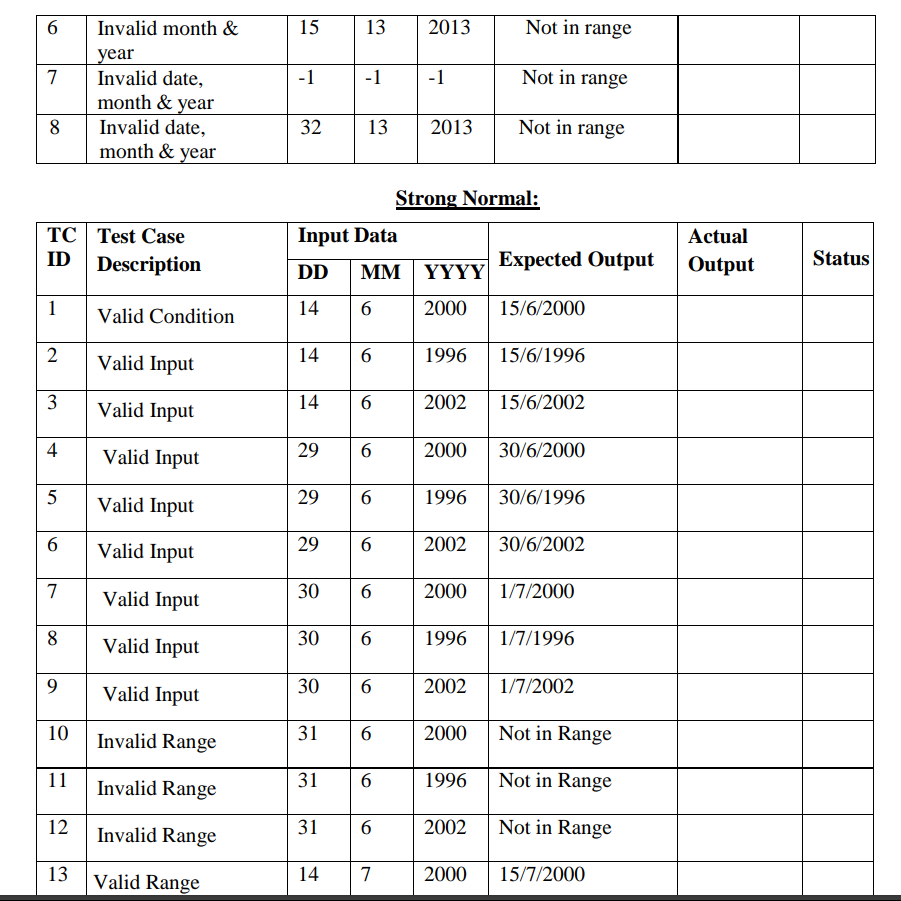 6 Invalid month & 15 13 2013 Not in range
year
7 Invalid date, -1 -1 -1 Not in range
month & year
8 Invalid date, 32 13 2013 Not in range
month & year
Strong Normal:
TC Test Case Input Data Actual
ID Description DD MM YYYY Expected Output Output Status
1 Valid Condition 14 6 2000 15/6/2000
2 Valid Input 14 6 1996 15/6/1996
3 Valid Input 14 6 2002 15/6/2002
4 Valid Input 29 6 2000 30/6/2000
5 Valid Input 29 6 1996 30/6/1996
6 Valid Input 29 6 2002 30/6/2002
7 Valid Input 30 6 2000 1/7/2000
8 Valid Input 30 6 1996 1/7/1996
9 Valid Input 30 6 2002 1/7/2002
10 Invalid Range 31 6 2000 Not in Range
11 Invalid Range 31 6 1996 Not in Range
12 Invalid Range 31 6 2002 Not in Range
13 Valid Range 14 7 2000 15/7/2000